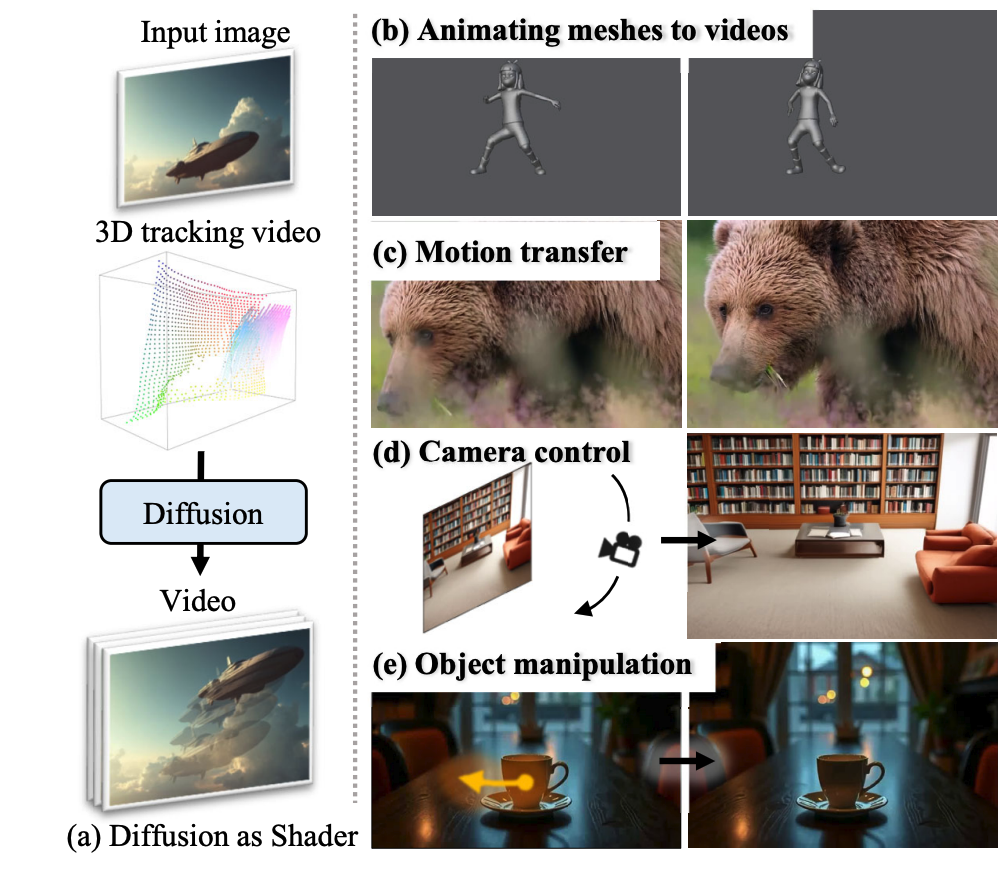 Input image
3D tracking video
Diffusion
Video
(a) Diffusion as Shader
(b) Animating meshes to videos
(c) Motion transfer
(d) Camera control
(e) Object manipulation